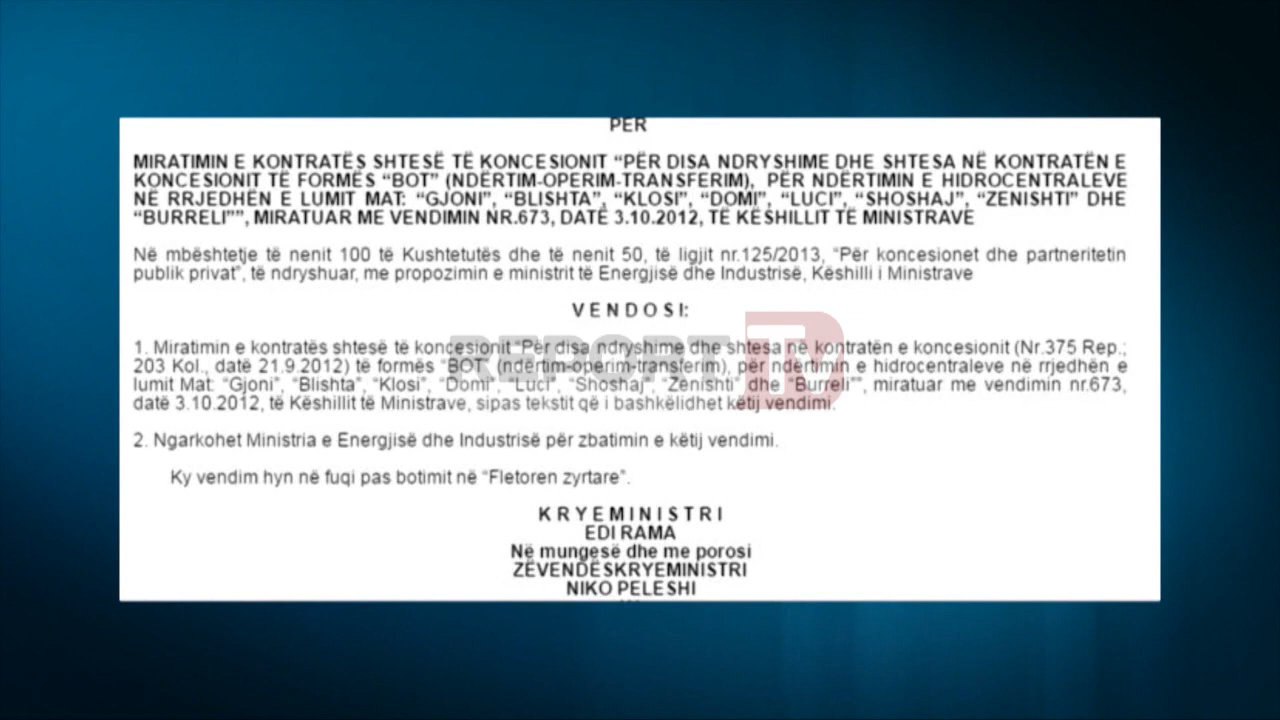 PËR
MIRATIMIN E KONTRATËS SHTESË TË KONCESIONIT “PËR DISA NDRYSHIME DHE SHTESA NË KONTRATËN E
KONCESIONIT TË FORMËS “BOT” (NDËRTIM-OPERIM-TRANSFERIM), PËR NDËRTIMIN E HIDROCENTRALEVE
NË RRJEDHËN E LUMIT MAT: “GJONI”, “BLISHTA”, “KLOSI”, “DOMI”, “LUCI”, “SHOSHAJ”, “ZENISHTI” DHE
“BURRELI””, MIRATUAR ME VENDIMIN NR.673, DATË 3.10.2012, TË KËSHILLIT TË MINISTRAVE
Në mbështetje të nenit 100 të Kushtetutës dhe të nenit 50, të ligjit nr.125/2013, “Për koncesionet dhe partneritetin
publik privat”, të ndryshuar, me propozimin e ministrit të Energjisë dhe Industrisë, Këshilli i Ministrave
V E N D O S I:
REPORT TV
1. Miratimin e kontratës shtesë të koncesionit “Për disa ndryshime dhe shtesa në kontratën e koncesionit (Nr.375 Rep.;
203 Kol., datë 21.9.2012) të formës “BOT” (ndërtim-operim-transferim), për ndërtimin e hidrocentraleve në rrjedhën e
lumit Mat: “Gjoni”, “Blishta”, “Klosi”, “Domi”, “Luci”, “Shoshaj”, “Zenishti” dhe “Burreli””, miratuar me vendimin nr.673,
datë 3.10.2012, të Këshillit të Ministrave, sipas tekstit që i bashkëlidhet këtij vendimi.
2. Ngarkohet Ministria e Energjisë dhe Industrisë për zbatimin e këtij vendimi.
Ky vendim hyn në fuqi pas botimit në “Fletoren zyrtare”.
K R Y E M I N I S T R I
EDI RAMA
Në mungesë dhe me porosi
ZËVENDËSKRYEMINISTRI
NIKO PELESHI